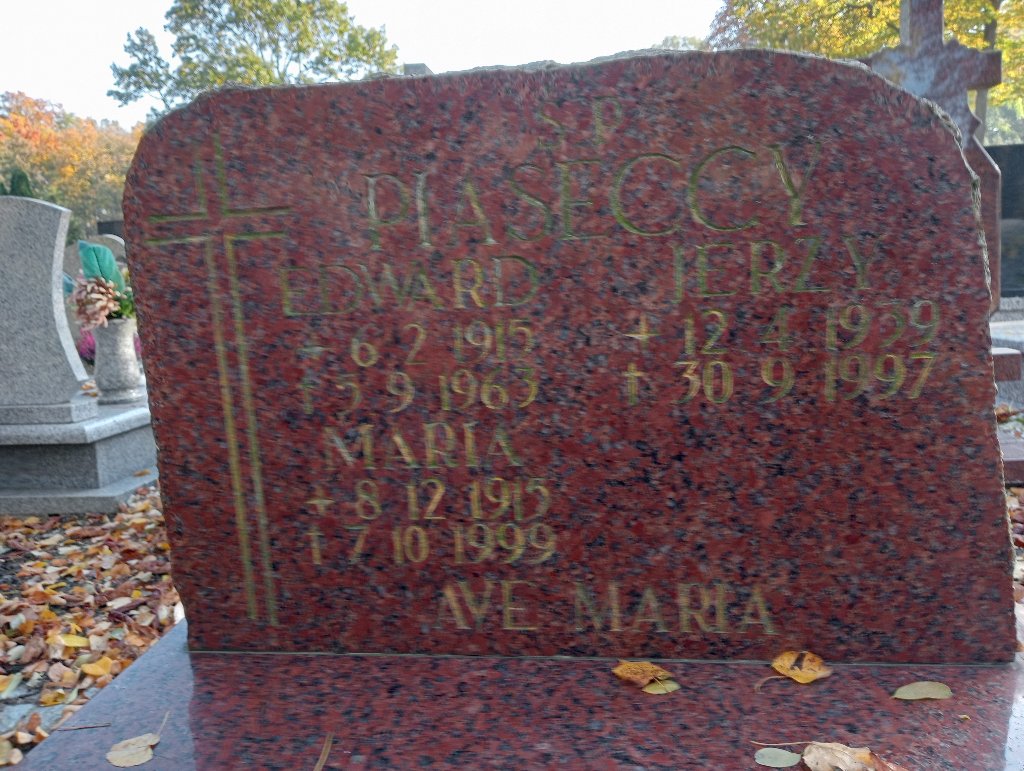 Ś.P.
PIASECCY
EDWARD
+ 6 2 1915
† 5 9 1963
MARIA
+ 8 12 1915
† 7 10 1999
JERZY
+ 12 4 1939
† 30 9 1997
AVE MARIA